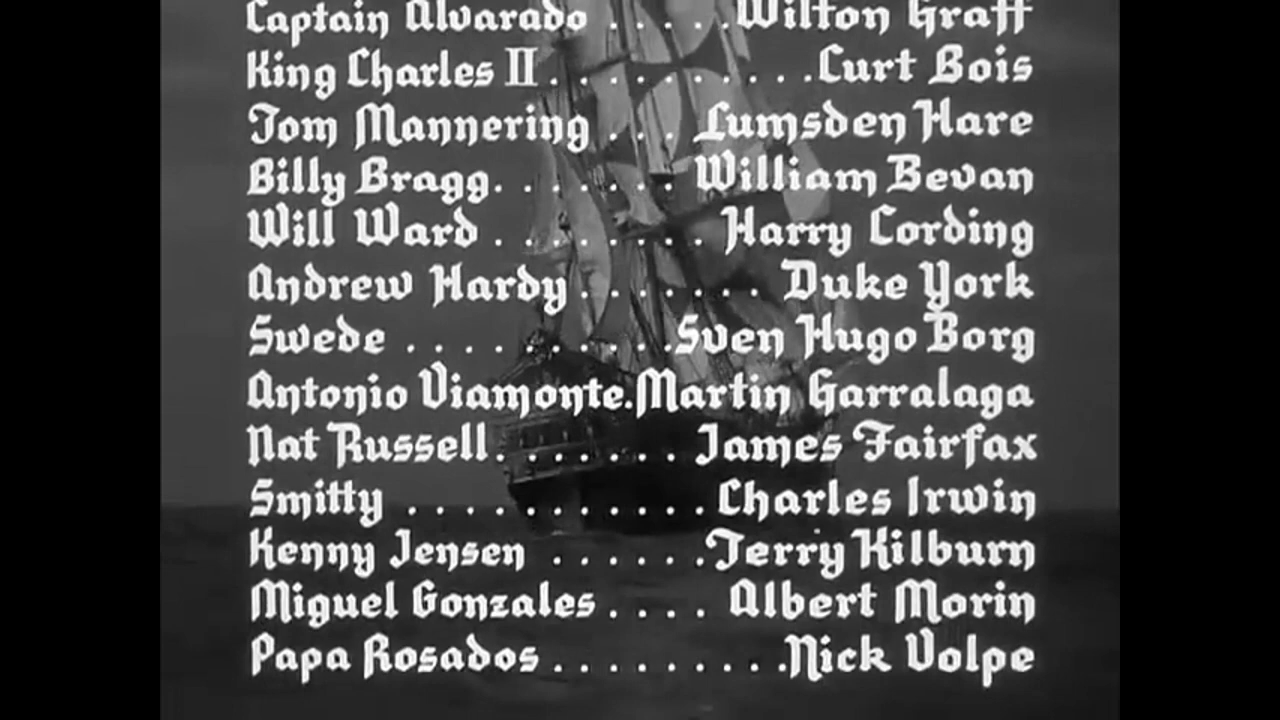 Captain Alvarado . . . . . Wilton Graff
King Charles II . . . . . . . . . . Curt Bois
Tom Mannering . . . Lumsden Hare
Billy Bragg. . . . . . . William Bevan
Will Ward . . . . . . . . Harry Cording
Andrew Hardy . . . . . . . Duke York
Swede . . . . . . . . . . Sven Hugo Borg
Antonio Viamonte.Martin Garralaga
Nat Russell. . . . . . . James Fairfax
Smitty . . . . . . . . . . . Charles Irwin
Kenny Jensen . . . . . . Terry Kilburn
Miguel Gonzales . . . . Albert Morin
Papa Rosados . . . . . . . . . Nick Volpe